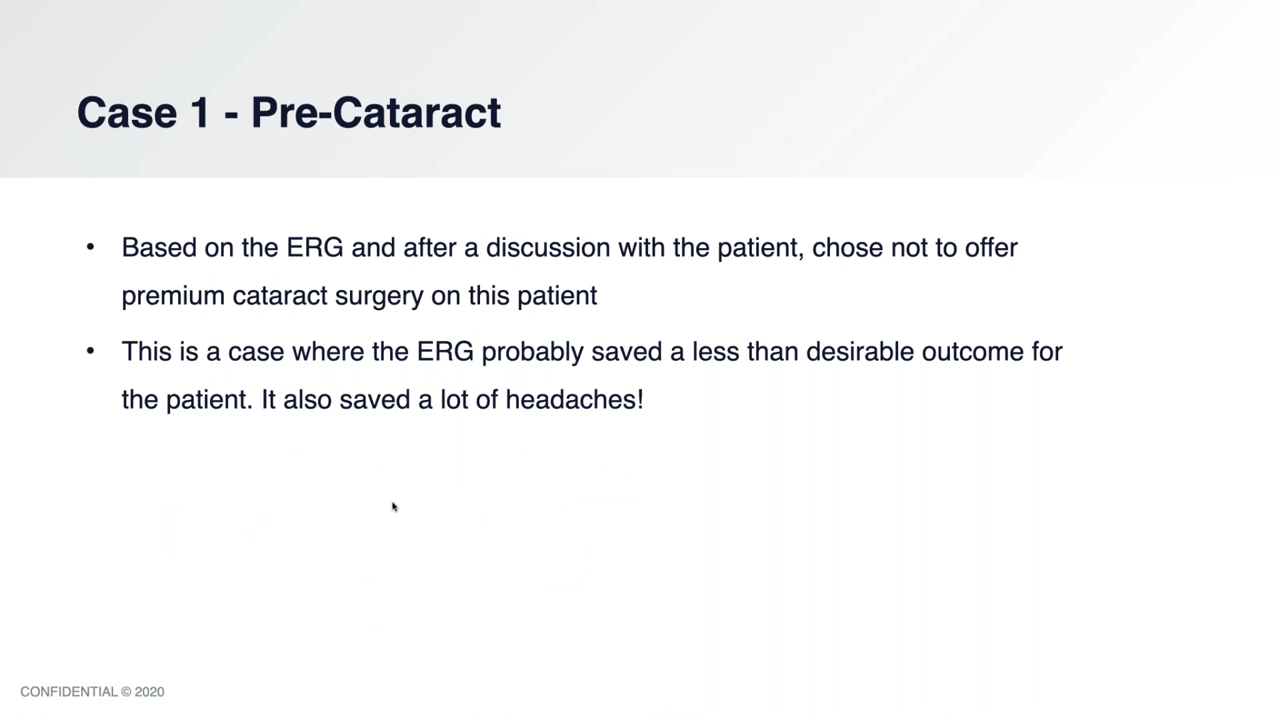 Case 1 - Pre-Cataract
• Based on the ERG and after a discussion with the patient, chose not to offer
premium cataract surgery on this patient
• This is a case where the ERG probably saved a less than desirable outcome for
the patient. It also saved a lot of headaches!
CONFIDENTIAL © 2020